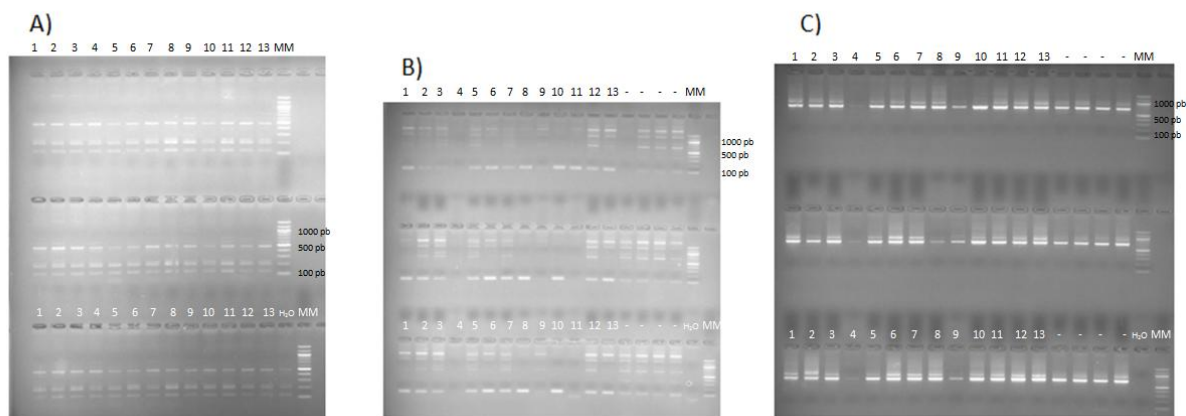 A)
1 2 3 4 5 6 7 8 9 10 11 12 13 MM
1000 pb
500 pb
100 pb
1 2 3 4 5 6 7 8 9 10 11 12 13 H₂O MM
B)
1 2 3 4 5 6 7 8 9 10 11 12 13 - - - - MM
1000 pb
500 pb
100 pb
1 2 3 4 5 6 7 8 9 10 11 12 13 - - - - H₂O MM
C)
1 2 3 4 5 6 7 8 9 10 11 12 13 - - - - MM
1000 pb
500 pb
100 pb
1 2 3 4 5 6 7 8 9 10 11 12 13 - - - - H₂O MM